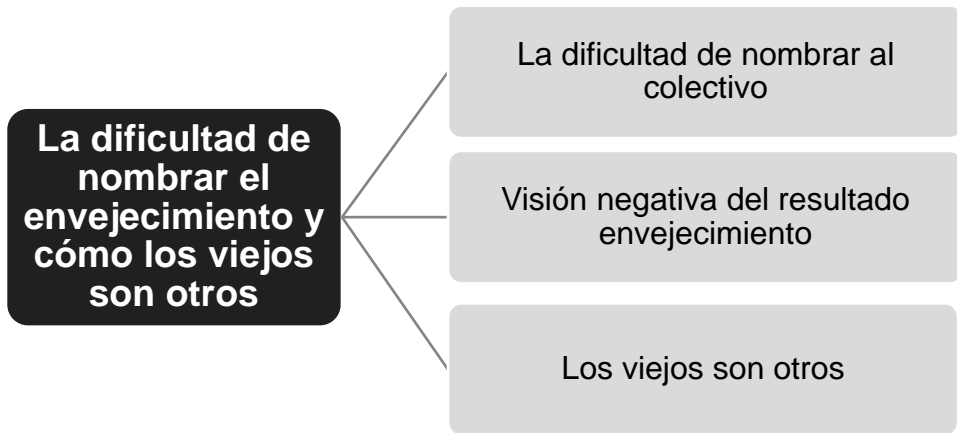 La dificultad de
nombrar el
envejecimiento y
cómo los viejos
son otros
La dificultad de nombrar al
colectivo
Visión negativa del resultado
envejecimiento
Los viejos son otros